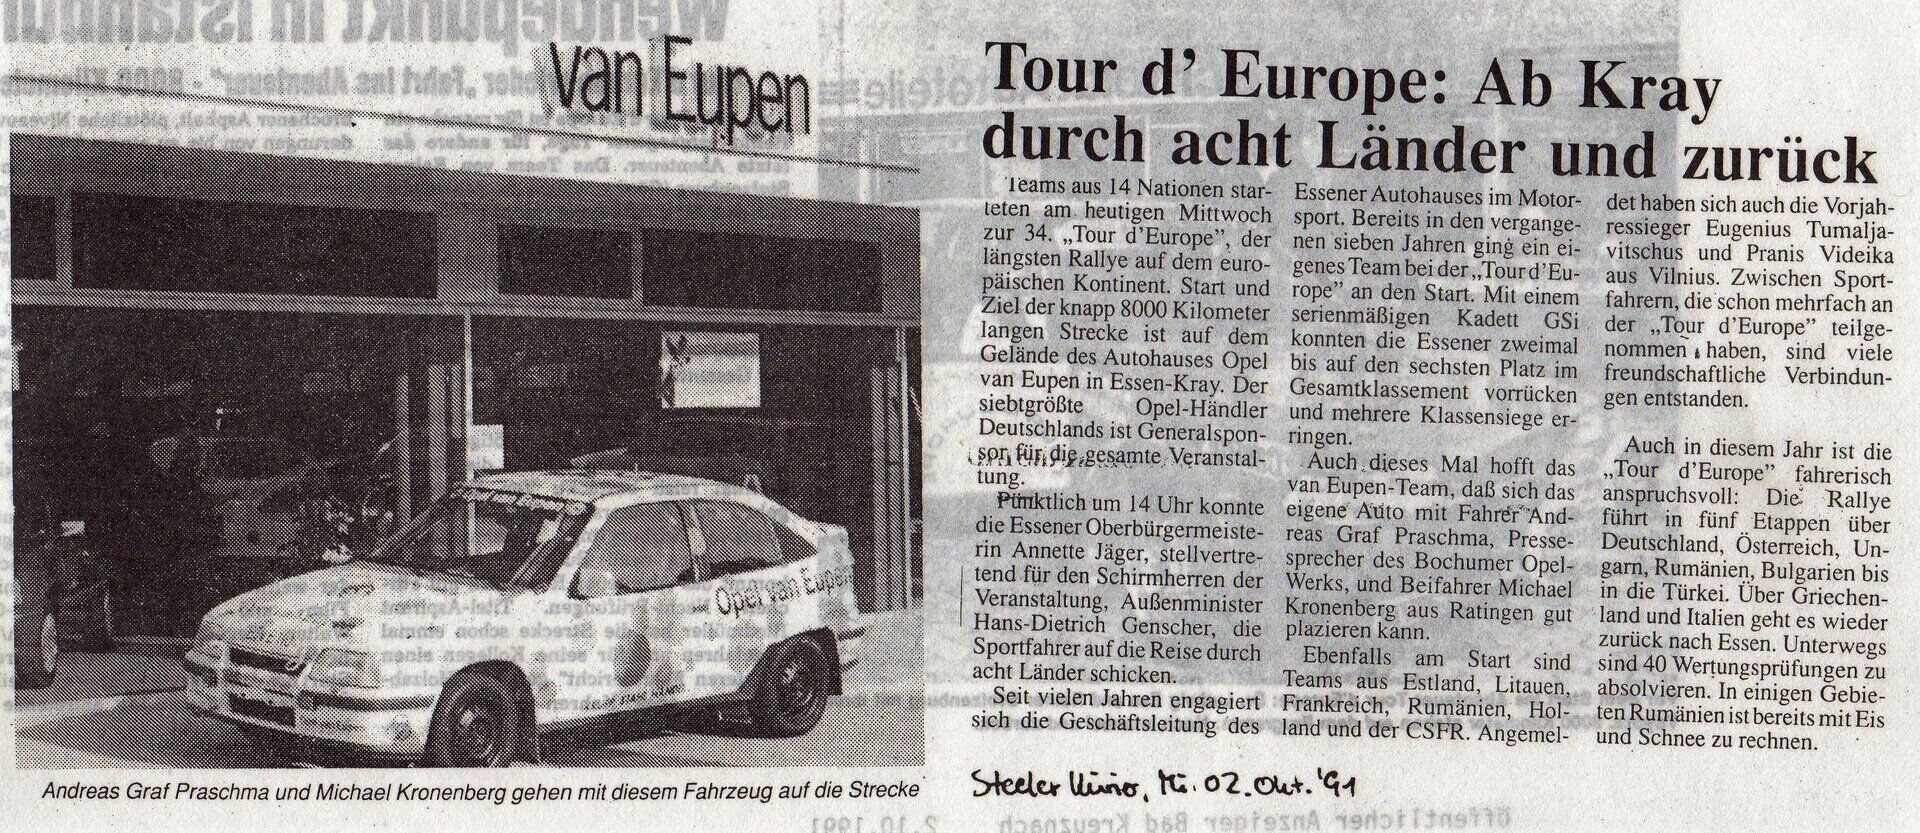 van Eupen
Opel van Eupen
Andreas Graf Praschma und Michael Kronenberg gehen mit diesem Fahrzeug auf die Strecke
Tour d' Europe: Ab Kray
durch acht Länder und zurück
Teams aus 14 Nationen star-
teten am heutigen Mittwoch
zur 34. „Tour d'Europe”, der
längsten Rallye auf dem euro-
päischen Kontinent. Start und
Ziel der knapp 8000 Kilometer
langen Strecke ist auf dem
Gelände des Autohauses Opel
van Eupen in Essen-Kray. Der
siebtgrößte Opel-Händler
Deutschlands ist Generalspon-
sor für die gesamte Veranstal-
tung.
Pünktlich um 14 Uhr konnte
die Essener Oberbürgermeiste-
rin Annette Jäger, stellvertre-
tend für den Schirmherren der
Veranstaltung, Außenminister
Hans-Dietrich Genscher, die
Sportfahrer auf die Reise durch
acht Länder schicken.
Seit vielen Jahren engagiert
sich die Geschäftsleitung des
Essener Autohauses im Motor-
sport. Bereits in den vergange-
nen sieben Jahren ging ein ei-
genes Team bei der „Tour d'Eu-
rope” an den Start. Mit einem
serienmäßigen Kadett GSi
konnten die Essener zweimal
bis auf den sechsten Platz im
Gesamtklassement vorrücken
und mehrere Klassensiege er-
ringen.
Auch dieses Mal hofft das
van Eupen-Team, daß sich das
eigene Auto mit Fahrer And-
reas Graf Praschma, Presse-
sprecher des Bochumer Opel-
Werks, und Beifahrer Michael
Kronenberg aus Ratingen gut
plazieren kann.
Ebenfalls am Start sind
Teams aus Estland, Litauen,
Frankreich, Rumänien, Hol-
land und der CSFR. Angemel-
det haben sich auch die Vorjah-
ressieger Eugenius Tumalja-
vitschus und Pranis Videika
aus Vilnius. Zwischen Sport-
fahrern, die schon mehrfach an
der „Tour d'Europe” teilge-
nommen haben, sind viele
freundschaftliche Verbindun-
gen entstanden.
Auch in diesem Jahr ist die
„Tour d'Europe” fahrerisch
anspruchsvoll: Die Rallye
führt in fünf Etappen über
Deutschland, Österreich, Un-
garn, Rumänien, Bulgarien bis
in die Türkei. Über Griechen-
land und Italien geht es wieder
zurück nach Essen. Unterwegs
sind 40 Wertungsprüfungen zu
absolvieren. In einigen Gebie-
ten Rumänien ist bereits mit Eis
und Schnee zu rechnen.
Steeler Kurier, Mi. 02. Okt. '91
Öffentlicher Anzeiger Bad Kreuznach 2.10.1991